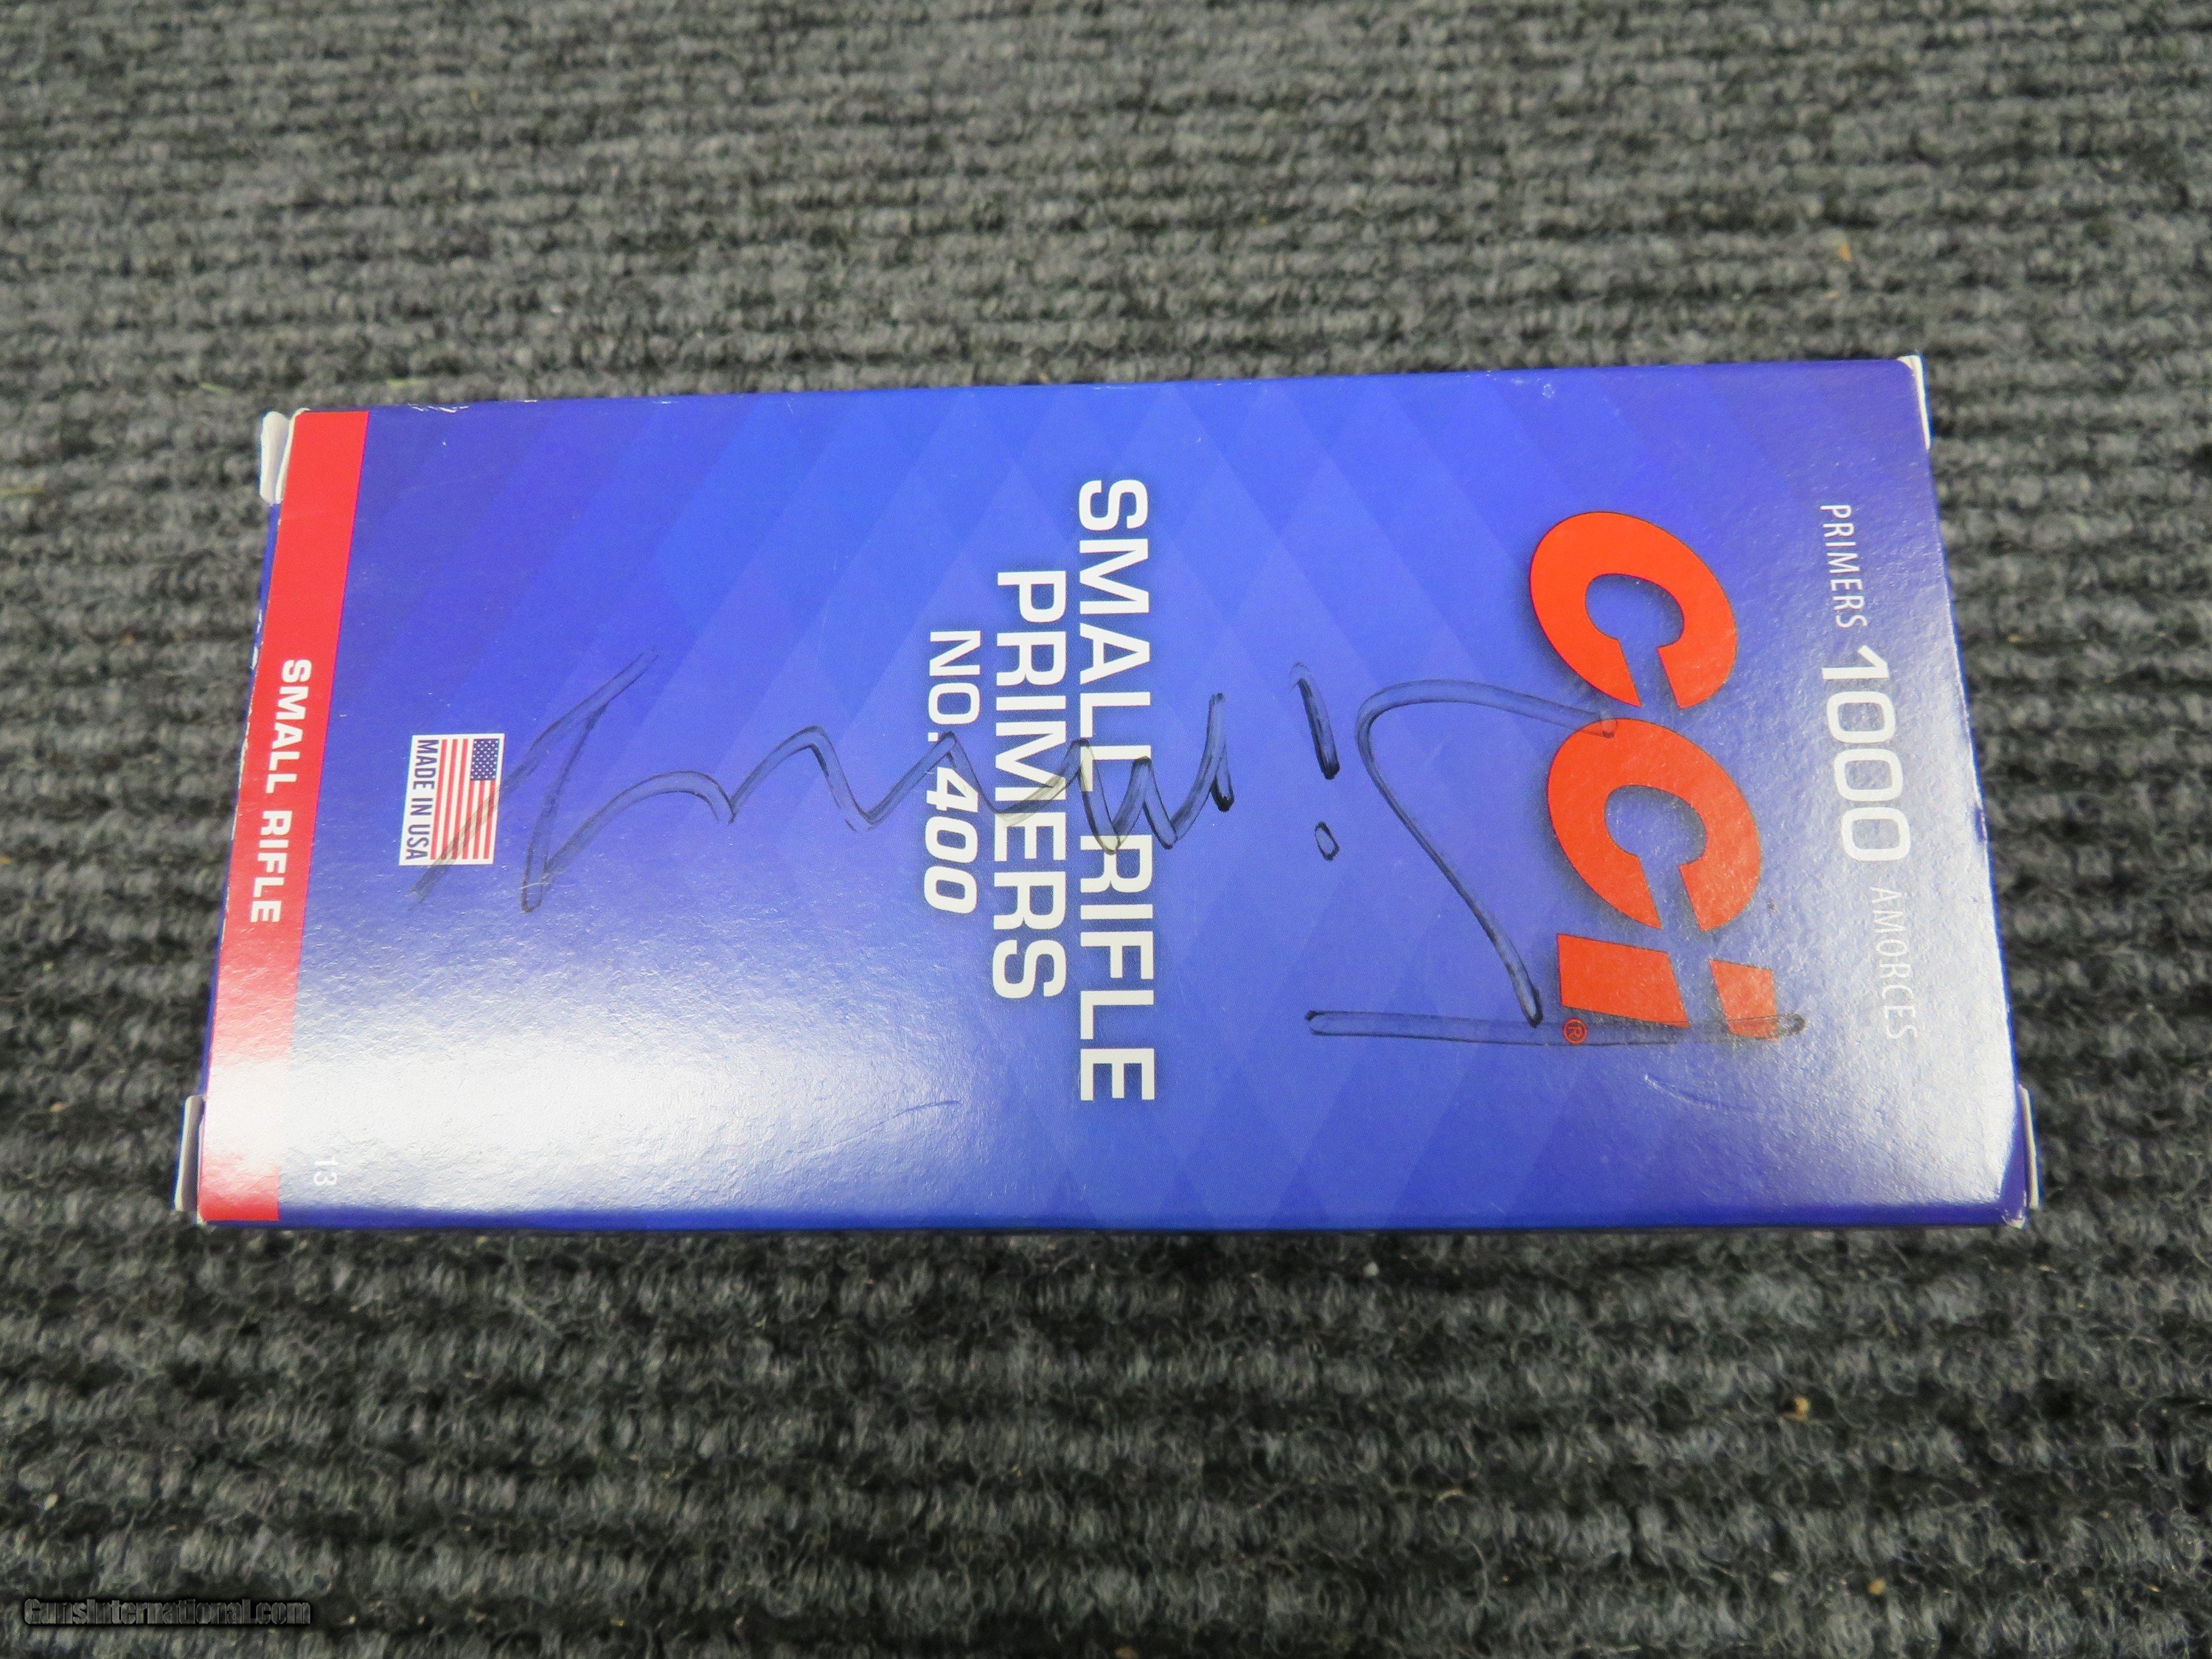 PRIMERS 1000 AMORCES
CCI®
SMALL RIFLE
PRIMERS
NO. 400
MADE IN USA
13
SMALL RIFLE
GunsInternational.com